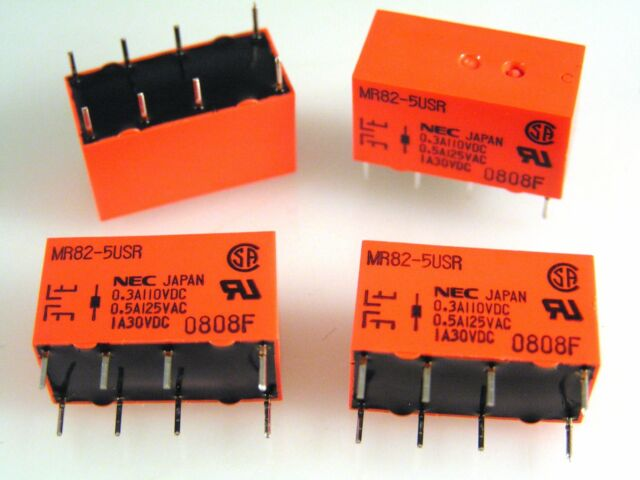 MR82-5USR
NEC JAPAN
0.3A110VDC
0.5A125VAC
1A30VDC
0808F
MR82-5USR
NEC JAPAN
0.3A110VDC
0.5A125VAC
1A30VDC
0808F
MR82-5USR
NEC JAPAN
0.3A110VDC
0.5A125VAC
1A30VDC
0808F